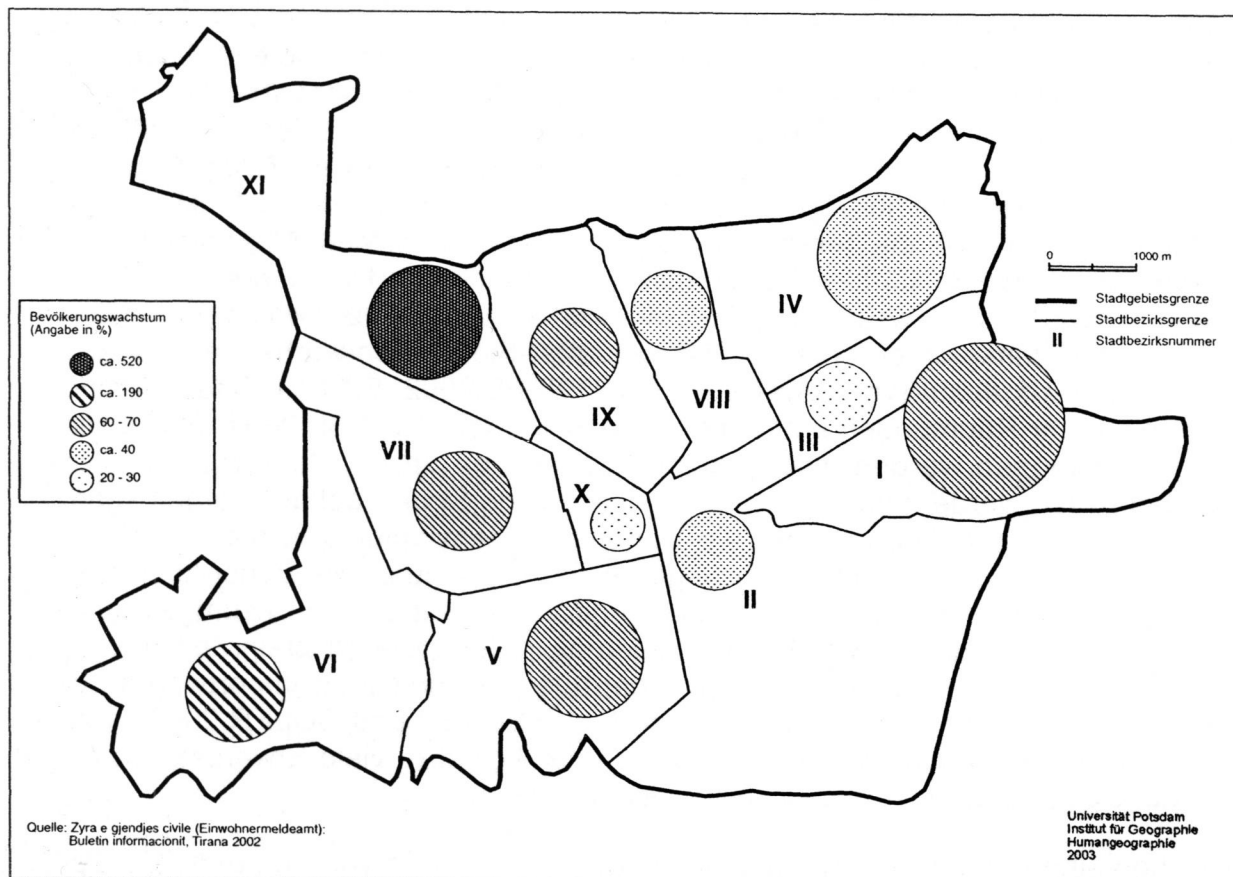 XI
IV
0 1000 m
Stadtgebietsgrenze
Stadtbezirksgrenze
II Stadtbezirksnummer
Bevölkerungswachstum
(Angabe in %)
ca. 520
ca. 190
60 - 70
ca. 40
20 - 30
IX
VIII
III
VII
I
X
II
VI
V
Quelle: Zyra e gjendjes civile (Einwohnermeldeamt):
Buletin informacionit, Tirana 2002
Universität Potsdam
Institut für Geographie
Humangeographie
2003